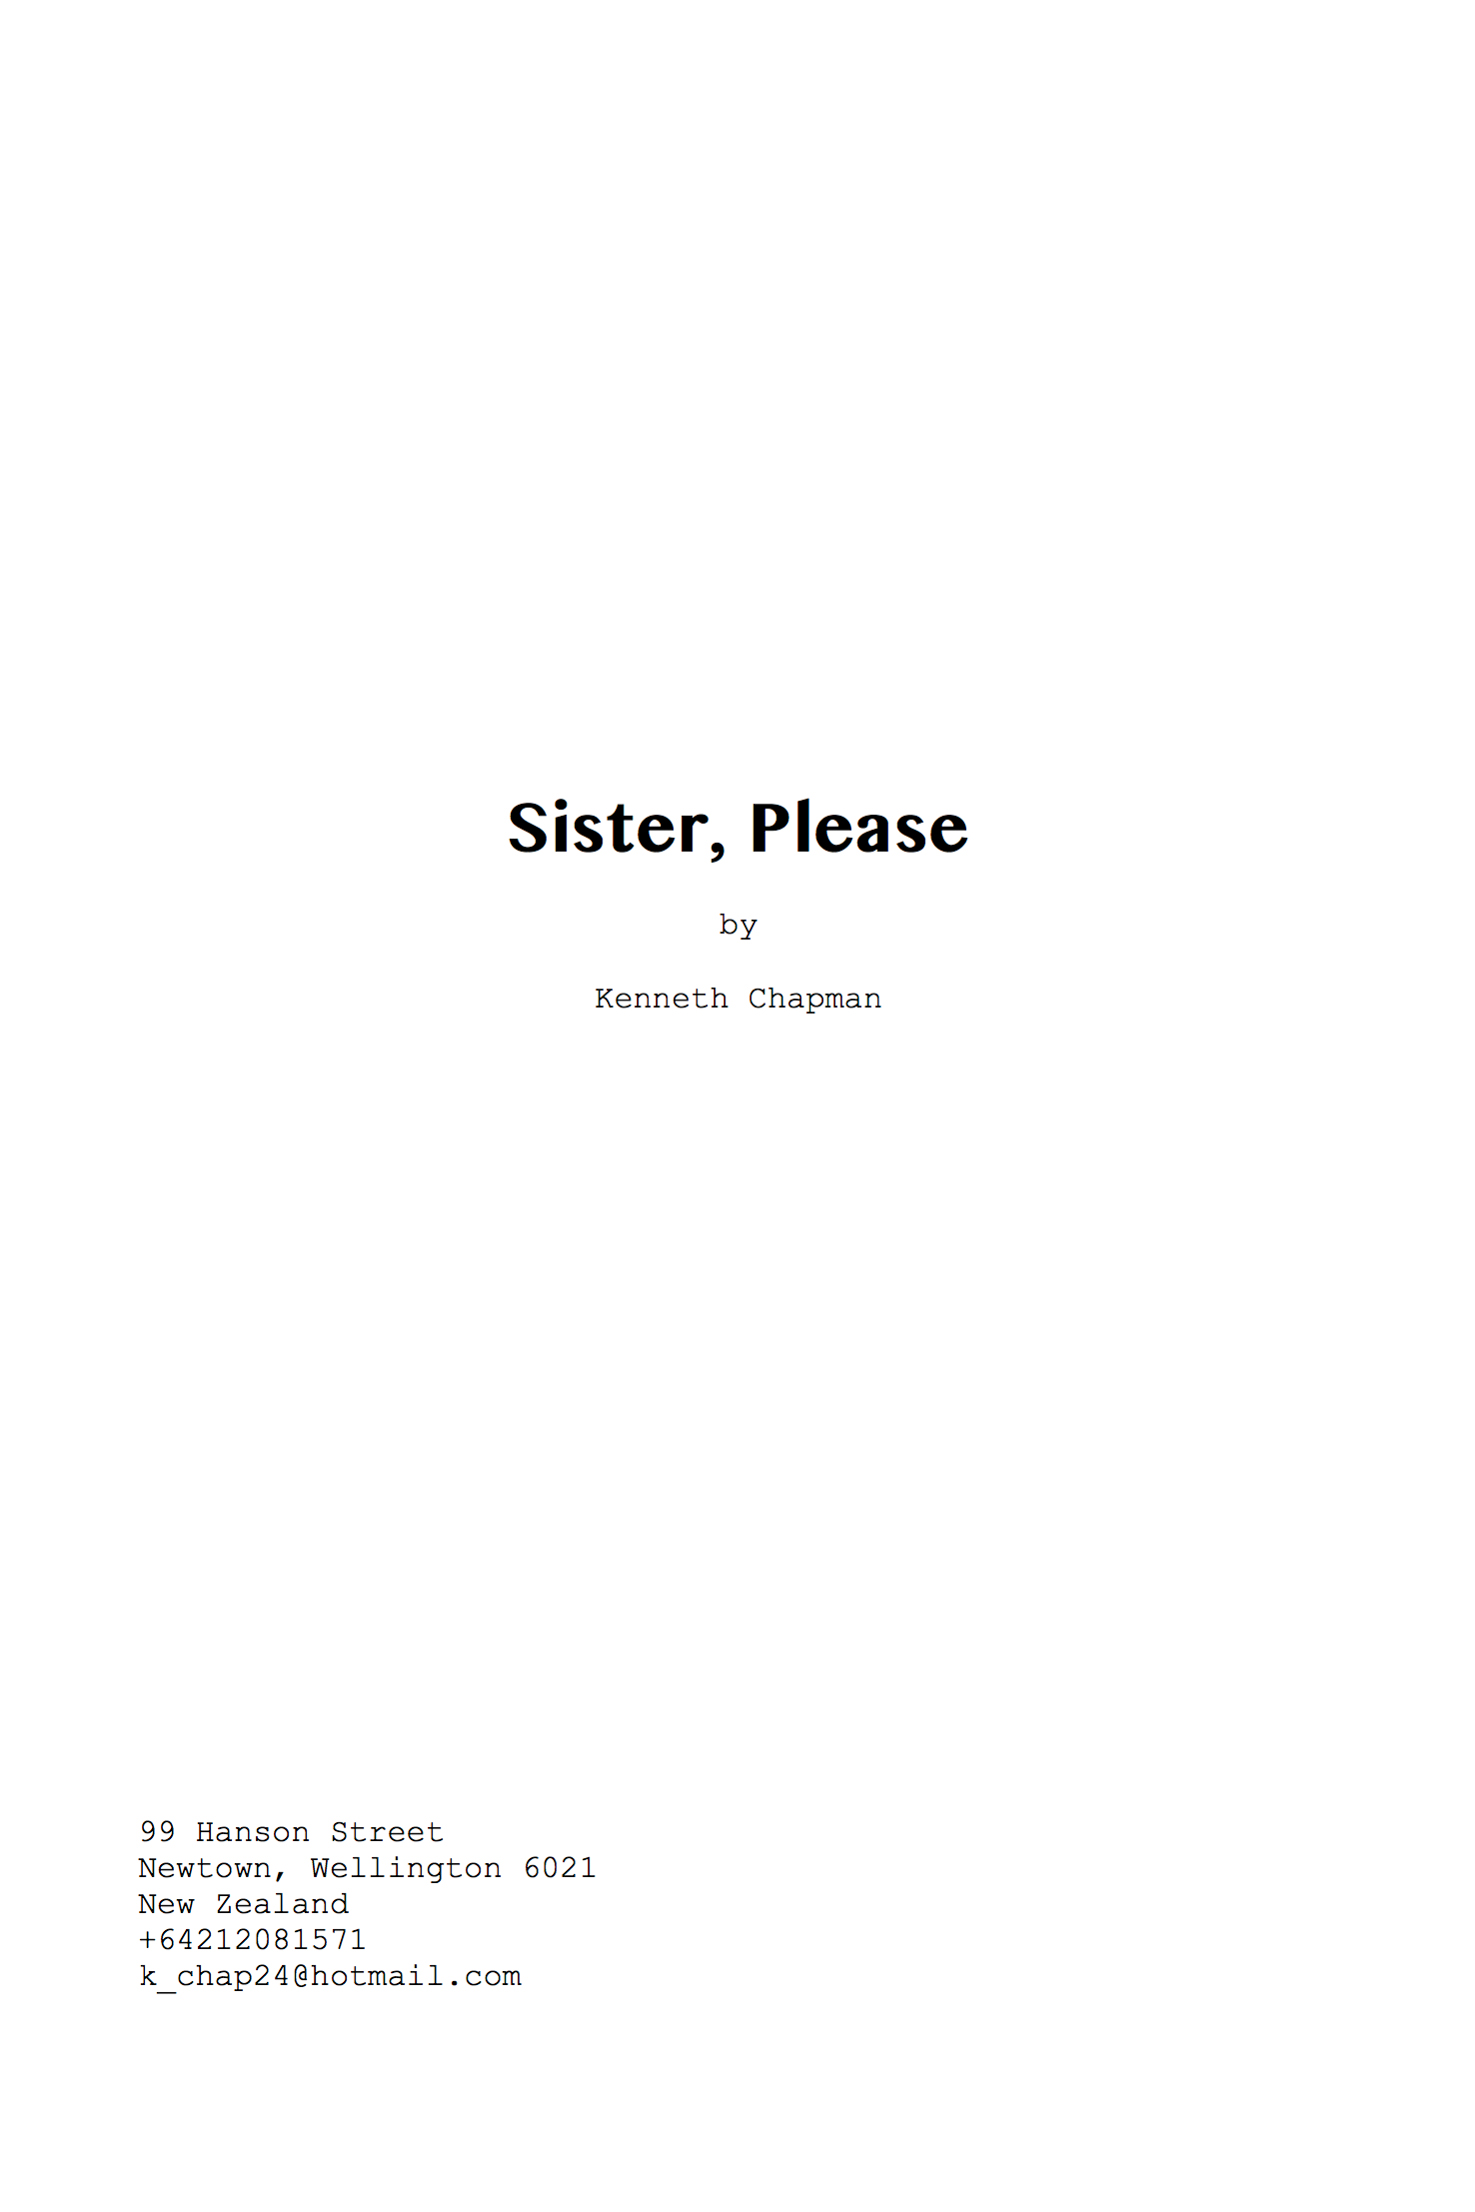 Sister, Please
by
Kenneth Chapman
99 Hanson Street
Newtown, Wellington 6021
New Zealand
+64212081571
k_chap24@hotmail.com